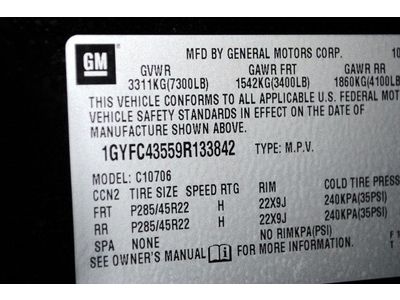 GM
MFD BY GENERAL MOTORS CORP. 10
GVWR GAWR FRT GAWR RR
3311KG(7300LB) 1542KG(3400LB) 1860KG(4100LB
THIS VEHICLE CONFORMS TO ALL APPLICABLE U.S. FEDERAL MOTOR
VEHICLE SAFETY STANDARDS IN EFFECT ON THE DATE OF
MANUFACTURE SHOWN ABOVE.
1GYFC43559R133842 TYPE: M.P.V.
MODEL: C10706
CCN2 TIRE SIZE SPEED RTG RIM COLD TIRE PRES
FRT P285/45R22 H 22X9J 240KPA(35PSI)
RR P285/45R22 H 22X9J 240KPA(35PSI)
SPA NONE NO RIMKPA(PSI)
SEE OWNER'S MANUAL FOR MORE INFORMATION.
F T
T